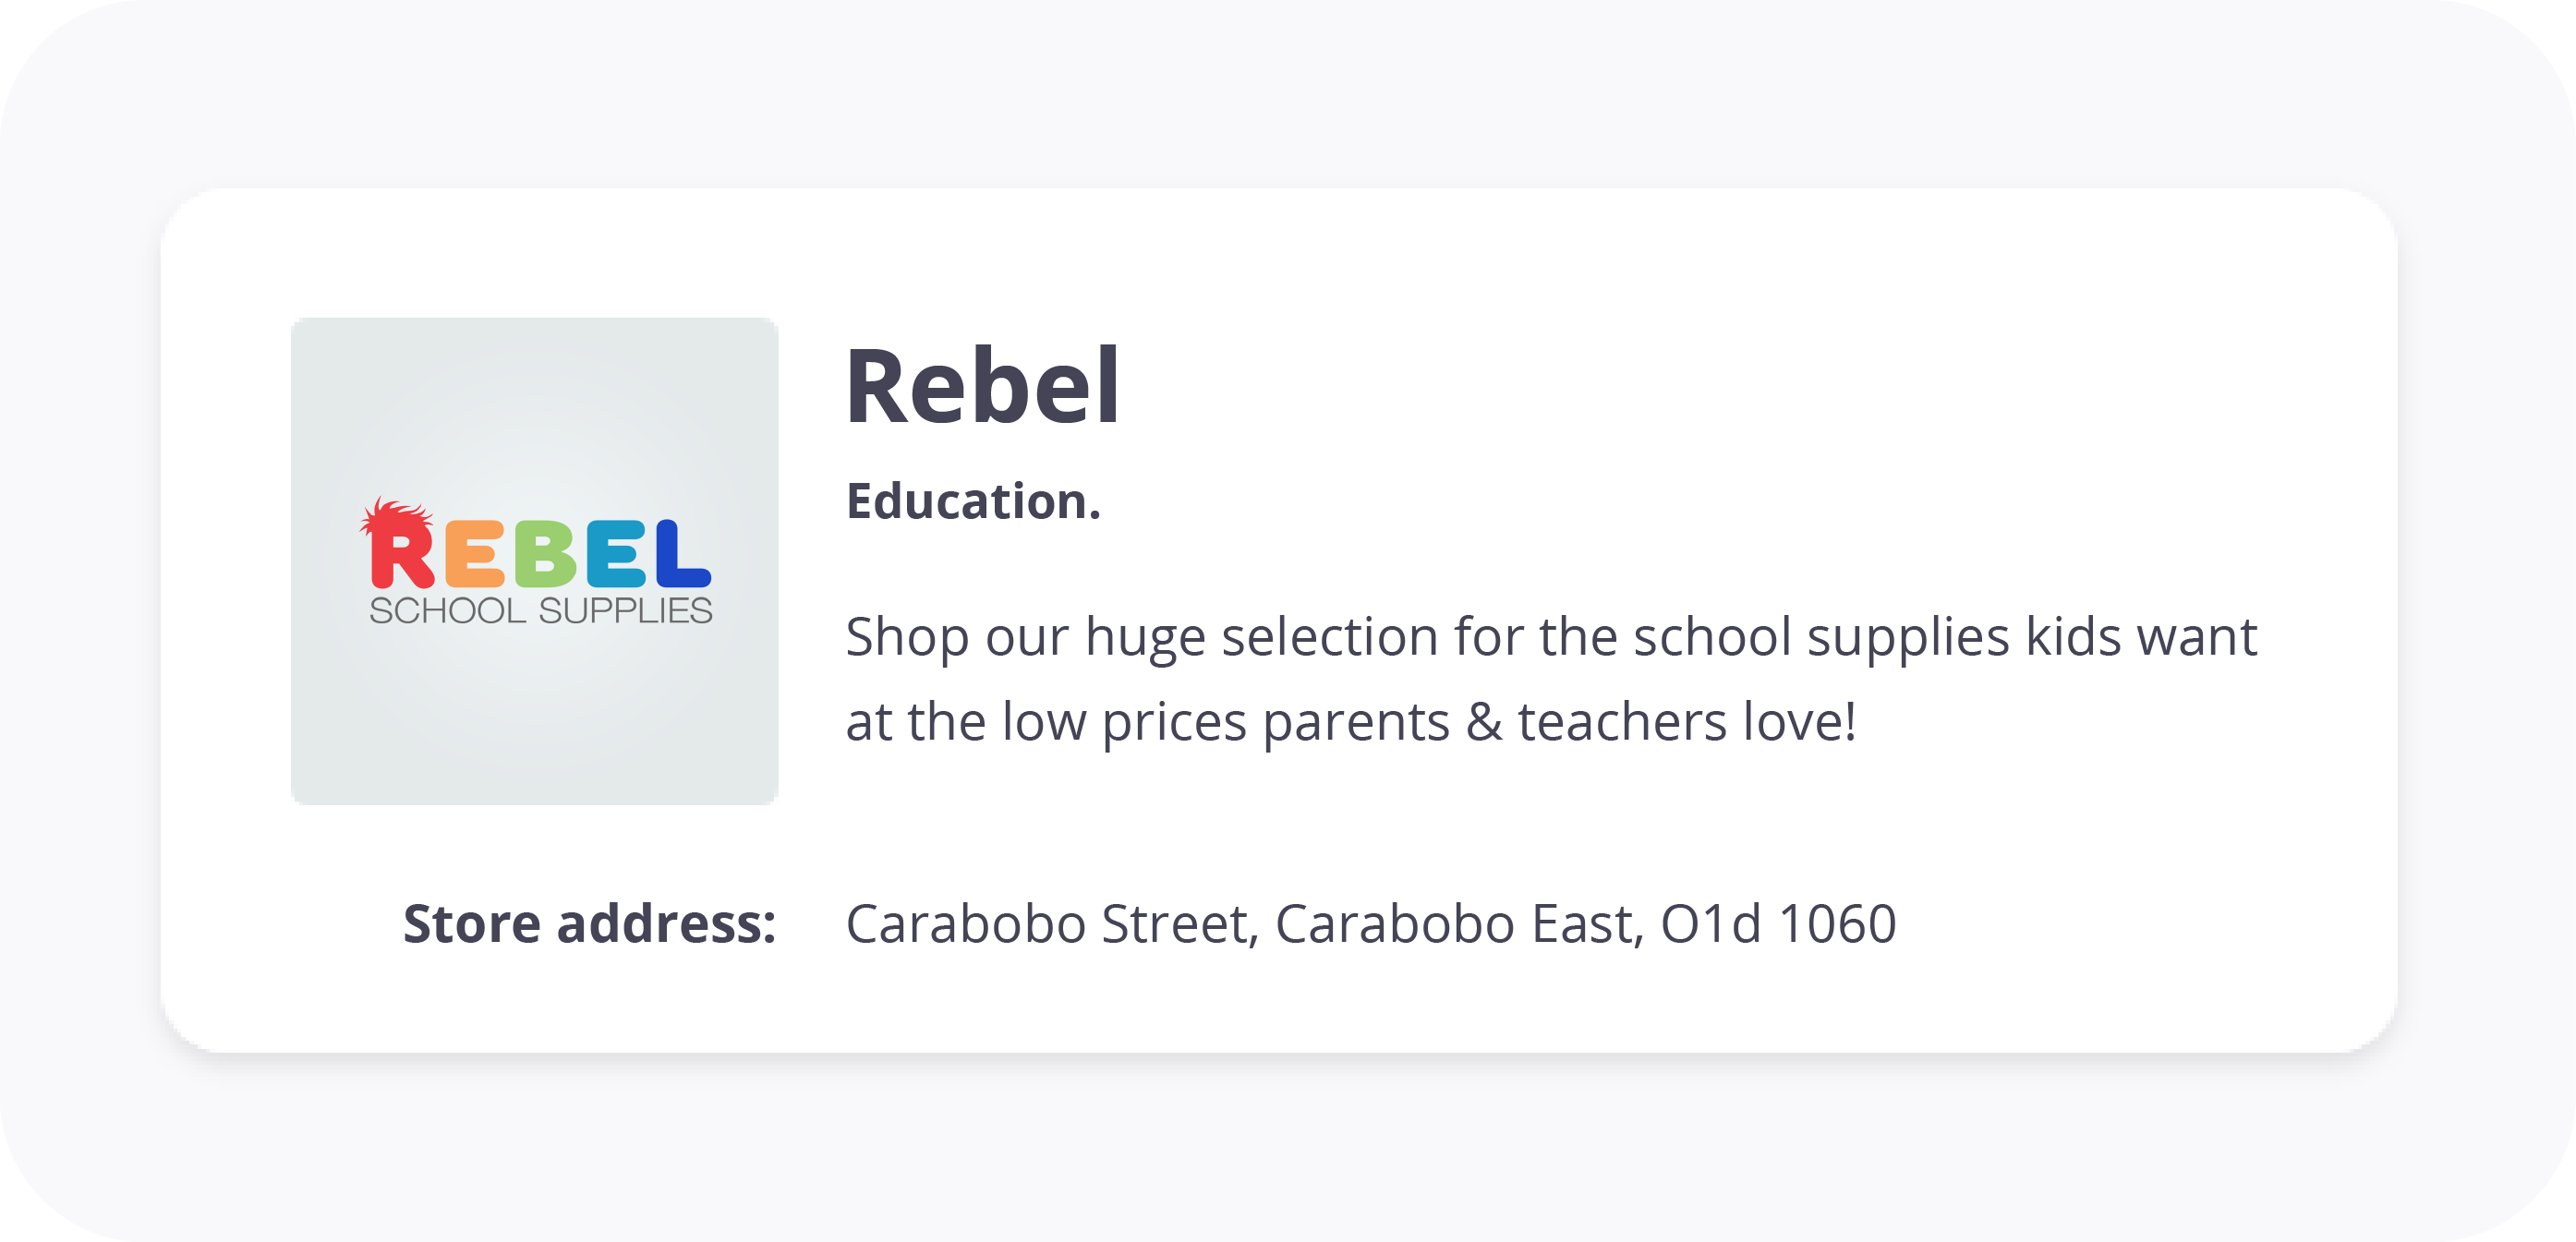 REBEL
SCHOOL SUPPLIES
Rebel
Education.
Shop our huge selection for the school supplies kids want
at the low prices parents & teachers love!
Store address: Carabobo Street, Carabobo East, O1d 1060